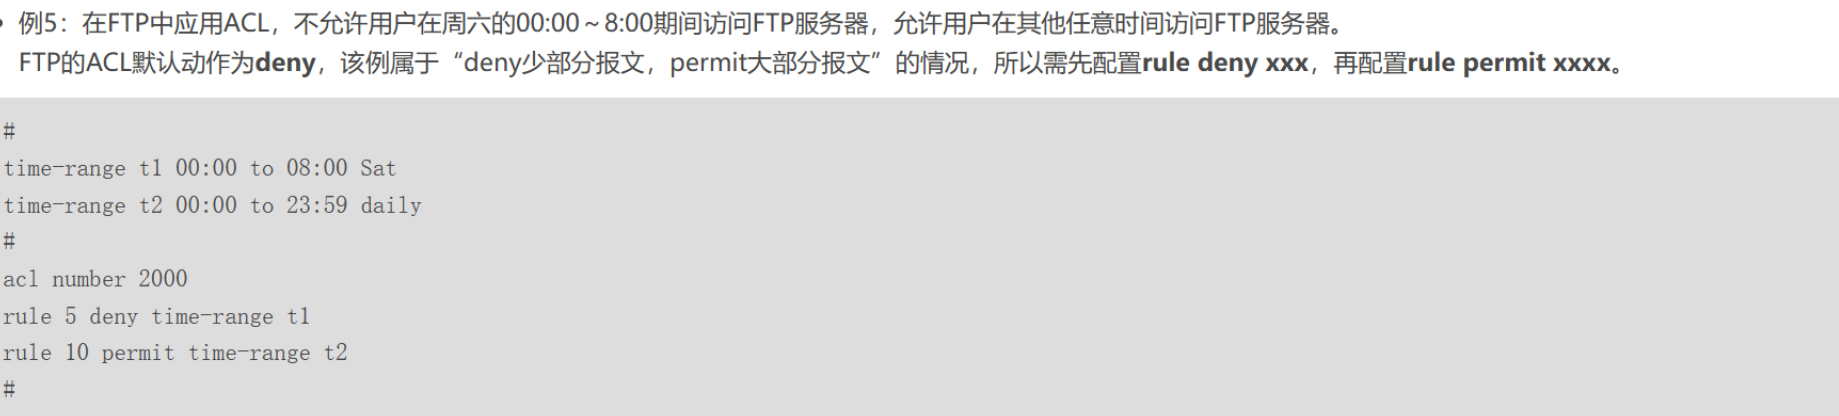 例5：在FTP中应用ACL，不允许用户在周六的00:00～8:00期间访问FTP服务器，允许用户在其他任意时间访问FTP服务器。
FTP的ACL默认动作为deny，该例属于“deny少部分报文，permit大部分报文”的情况，所以需先配置rule deny xxx，再配置rule permit xxxx。
#
time-range t1 00:00 to 08:00 Sat
time-range t2 00:00 to 23:59 daily
#
acl number 2000
rule 5 deny time-range t1
rule 10 permit time-range t2
#